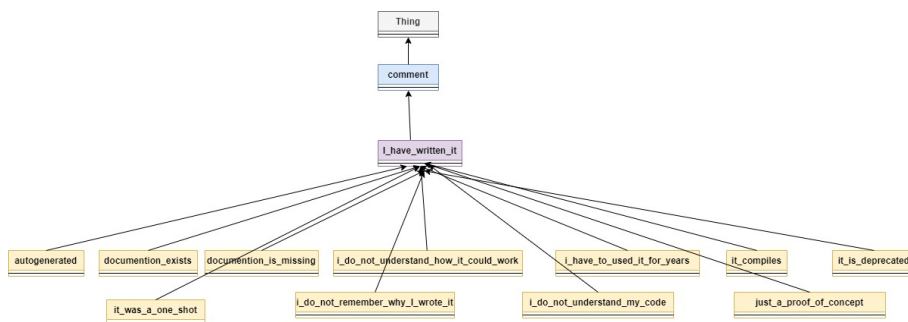 Thing
comment
I_have_written_it
autogenerated
documention_exists
documention_is_missing
i_do_not_understand_how_it_could_work
i_have_to_used_it_for_years
it_compiles
it_is_deprecated
it_was_a_one_shot
i_do_not_remember_why_I_wrote_it
i_do_not_understand_my_code
just_a_proof_of_concept